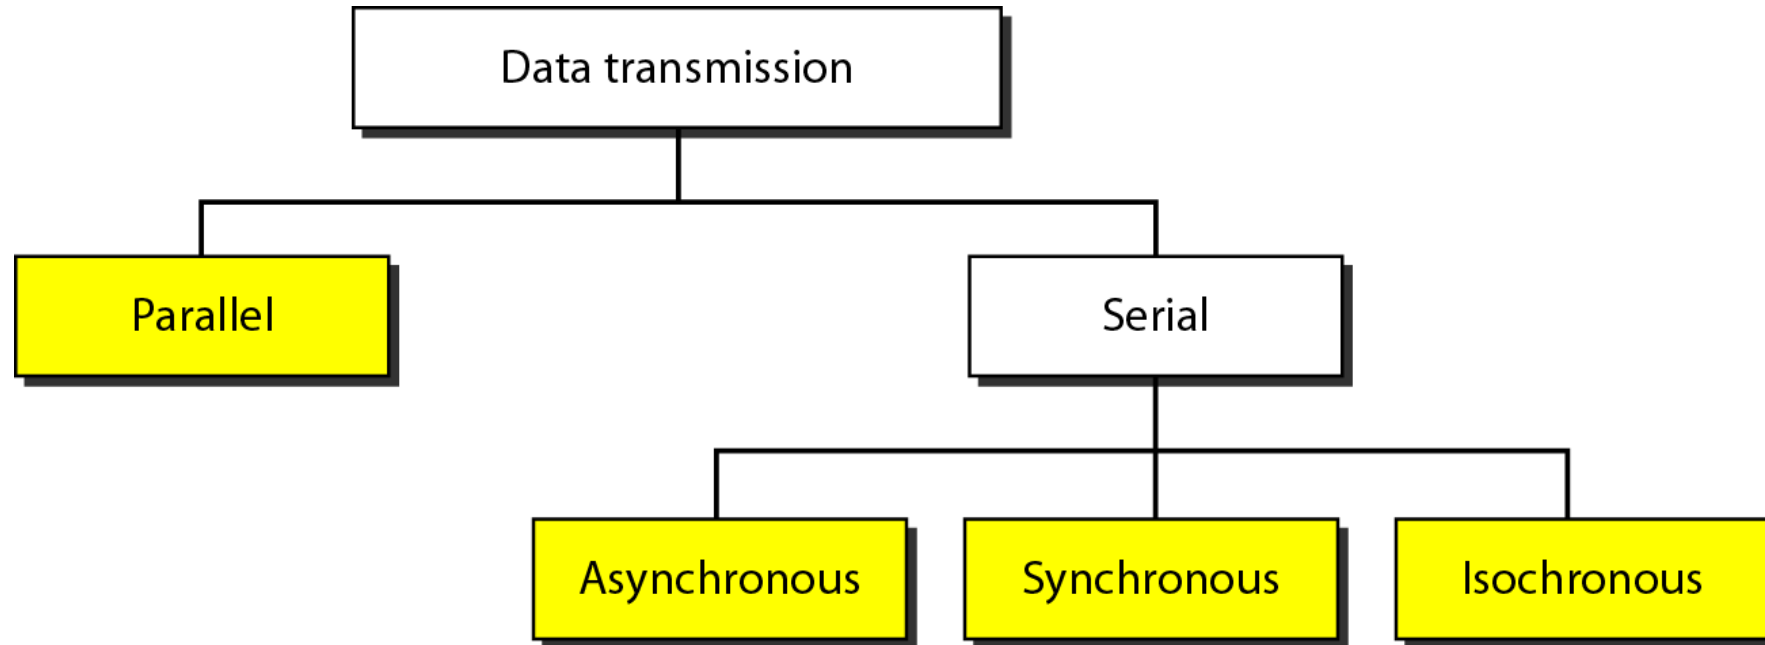 Data transmission
Parallel
Serial
Asynchronous
Synchronous
Isochronous